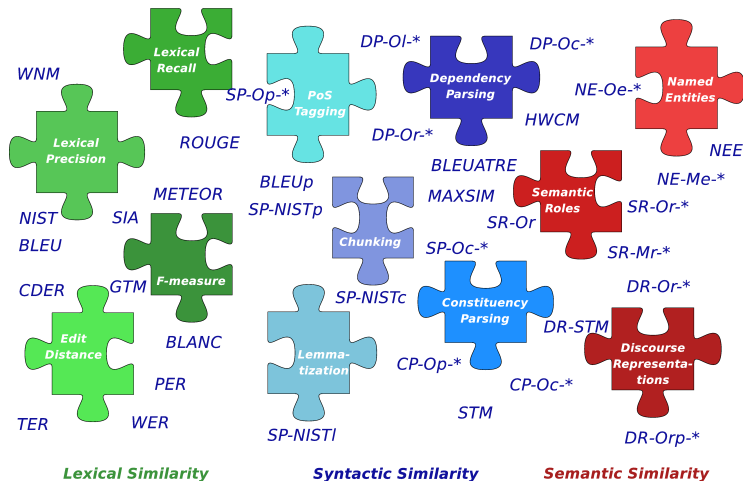 Lexical
Recall
WNM
SP-Op-*
PoS
Tagging
DP-Ol-*
DP-Oc-*
Dependency
Parsing
NE-Oe-*
Named
Entities
Lexical
Precision
ROUGE
DP-Or-*
HWCM
NEE
BLEUATRE
NE-Me-*
METEOR
BLEUp
MAXSIM
Semantic
Roles
SR-Or-*
NIST
SIA
SP-NISTp
SR-Or
BLEU
Chunking
SP-Oc-*
SR-Mr-*
CDER
GTM
F-measure
SP-NISTc
Constituency
Parsing
DR-Or-*
DR-STM
Edit
Distance
BLANC
Lemma-
tization
CP-Op-*
Discourse
Representa-
tions
PER
CP-Oc-*
TER
WER
STM
SP-NISTl
DR-Orp-*
Lexical Similarity
Syntactic Similarity
Semantic Similarity